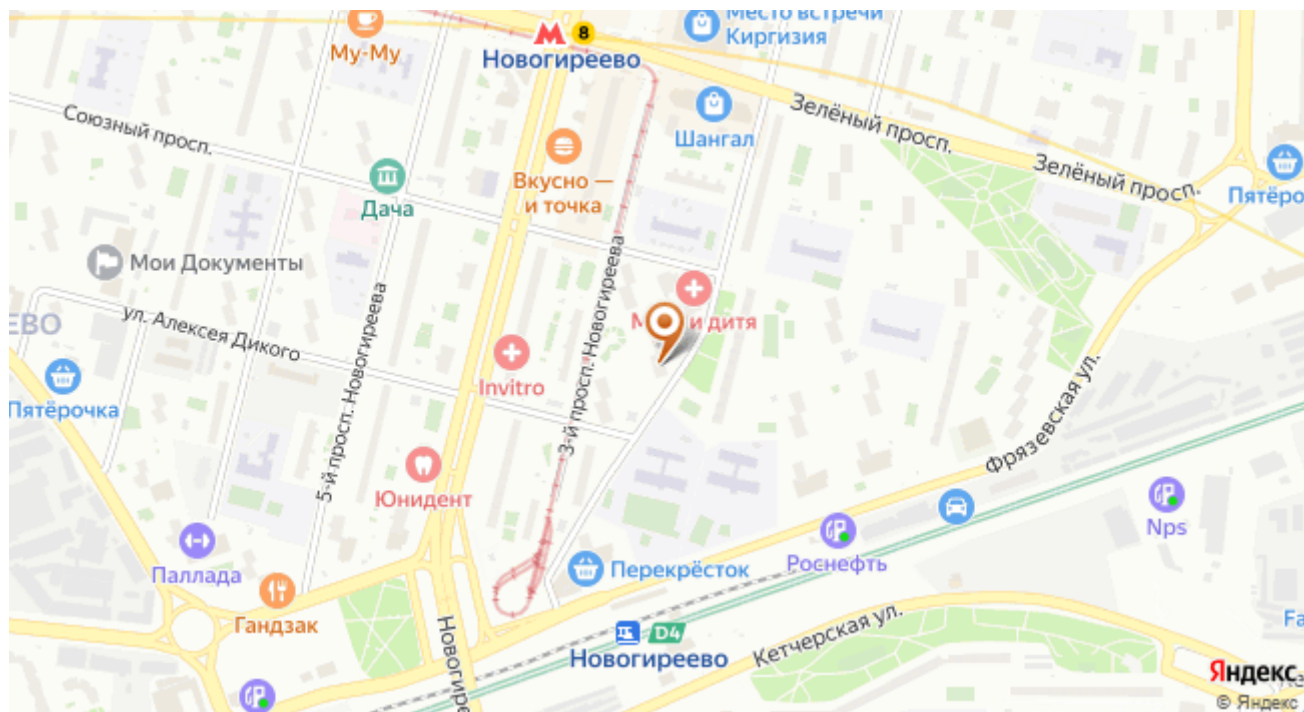 Место встречи
Киргизия
Му-Му
8
Новогиреево
Зелёный просп.
Союзный просп.
Шангал
Зелёный просп.
Вкусно —
и точка
Пятёро
Дача
Мои Документы
5-й просп. Новогиреева
3-й просп. Новогиреева
ЕВО
ул. Алексея Дикого
и дитя
Invitro
Пятёрочка
Фрязевская ул.
Юнидент
Nps
Роснефть
Паллада
Перекрёсток
Гандзак
D4
Новогиреево
Кетчерская ул.
Новогире
Fa
Яндекс
© Яндекс